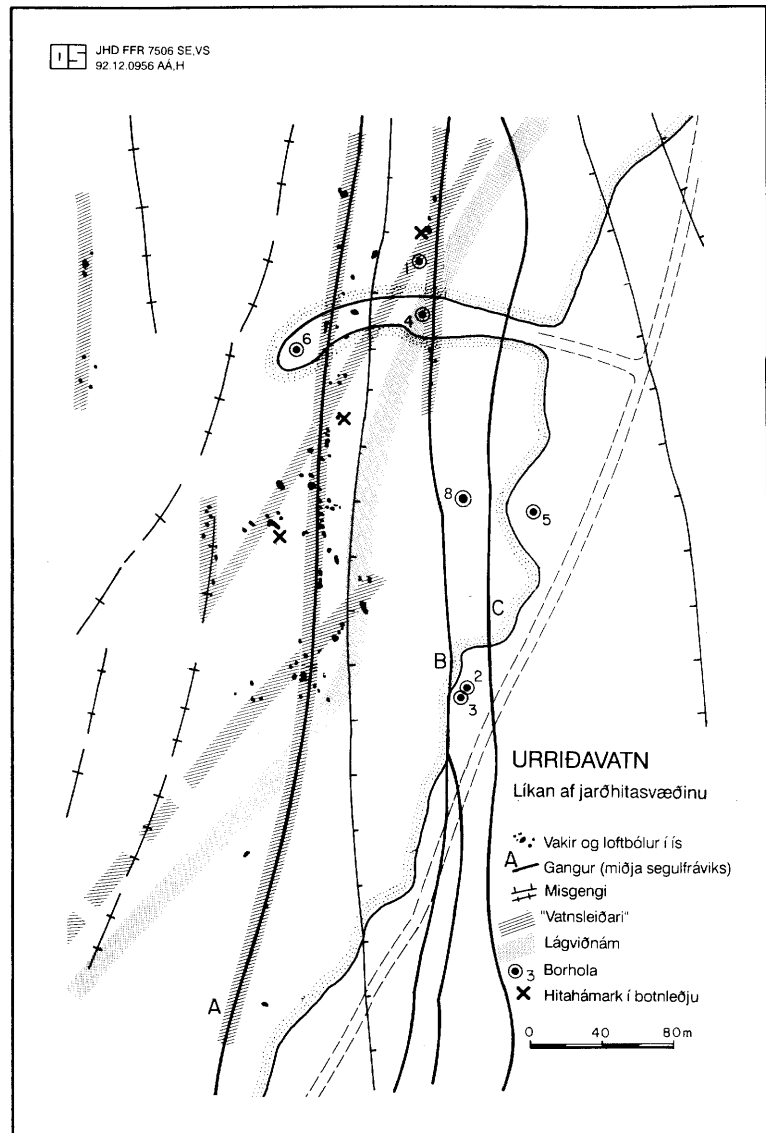 OS
JHD FFR 7506 SE,VS
92.12.0956 AÁ,H
1
4
6
8
5
C
B
2
3
URRIÐAVATN
Líkan af jarðhitasvæðinu
Vakir og loftbólur í ís
A Gangur (miðja segulfráviks)
Misgengi
"Vatnsleiðari"
Lágviðnám
3 Borhola
Hitahámark í botnleðju
A
0 40 80 m